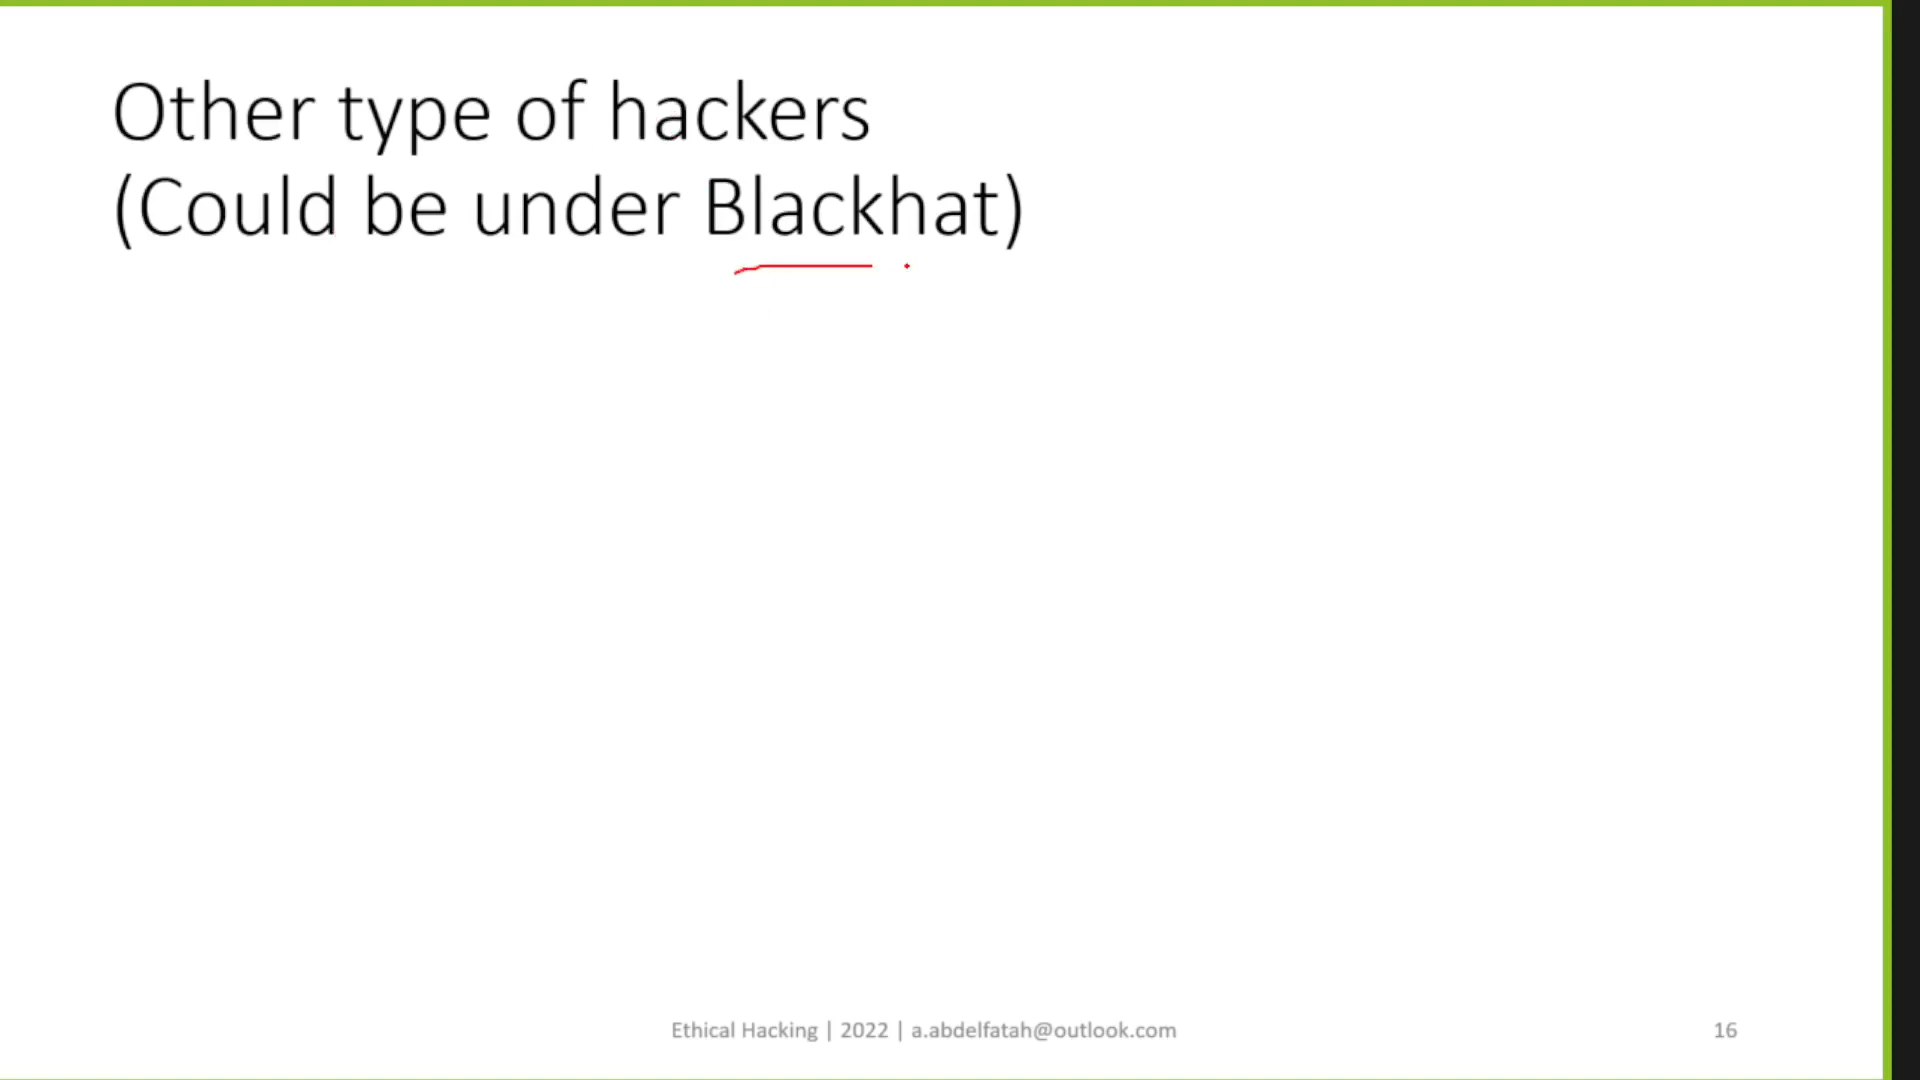 Other type of hackers
(Could be under Blackhat)
Ethical Hacking | 2022 | a.abdelfatah@outlook.com
16